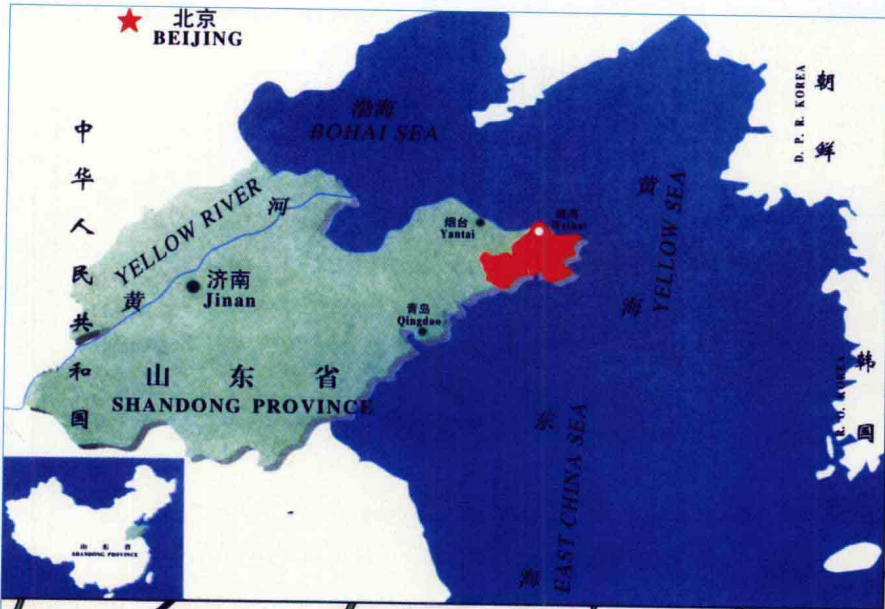 北京
BEIJING
渤海
BOHAI SEA
朝鲜
D. P. R. KOREA
中华人民共和国
YELLOW RIVER
黄河
烟台
Yantai
威海
Weihai
黄海
YELLOW SEA
济南
Jinan
青岛
Qingdao
山东省
SHANDONG PROVINCE
韩国
R. O. KOREA
东海
EAST CHINA SEA
山东省
SHANDONG PROVINCE